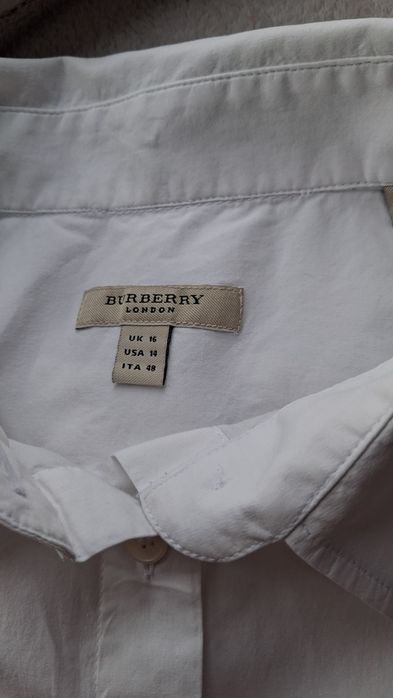 BURBERRY
LONDON
UK 16
USA 14
ITA 48